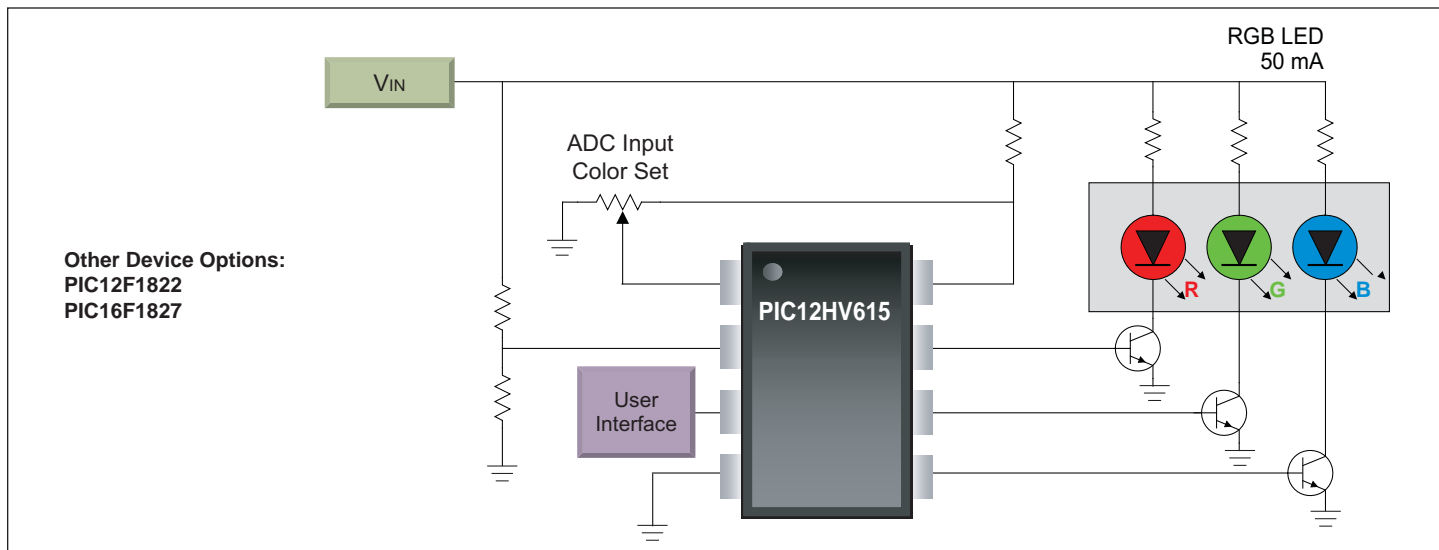 RGB LED
50 mA
VIN
ADC Input
Color Set
Other Device Options:
PIC12F1822
PIC16F1827
PIC12HV615
R
G
B
User
Interface